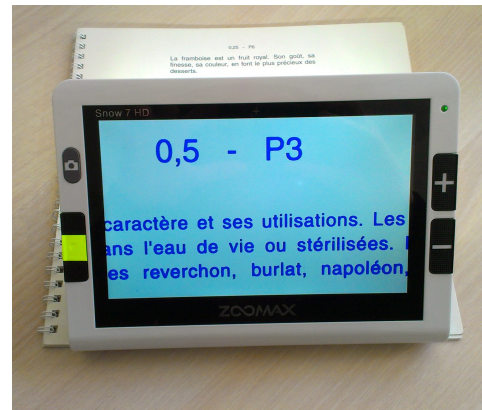 0,25 - P6
La framboise est un fruit royal. Son goût, sa
finesse, sa couleur, en font le plus précieux des
desserts.
Snow 7 HD
0,5 - P3
caractère et ses utilisations. Les
ans l'eau de vie ou stérilisées.
es reverchon, burlat, napoléon,
+
−
ZOOMAX